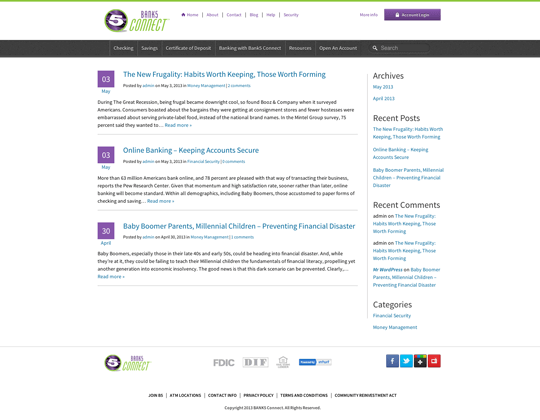 BANK5 CONNECT
Home | About | Contact | Blog | Help | Security
More Info
Account Login
Checking Savings Certificate of Deposit Banking with Bank5 Connect Resources Open An Account Search
03
May
The New Frugality: Habits Worth Keeping, Those Worth Forming
Posted by admin on May 3, 2013 in Money Management | 2 comments
During The Great Recession, being frugal became downright cool, so found Booz & Company when it surveyed
Americans. Consumers boasted about the bargains they were getting at consignment stores and fewer hostesses were
embarrassed about serving private-label food, instead of the national brand names. In the Mintel Group survey, 75
percent said they wanted to… Read more »
03
May
Online Banking – Keeping Accounts Secure
Posted by admin on May 3, 2013 in Financial Security | 0 comments
More than 63 million Americans bank online, and 78 percent are pleased with that way of transacting their business,
reports the Pew Research Center. Given that momentum and high satisfaction rate, sooner rather than later, online
banking will become standard. Within all demographics, including Baby Boomers, those accustomed to paper forms of
checking and saving… Read more »
30
April
Baby Boomer Parents, Millennial Children – Preventing Financial Disaster
Posted by admin on April 30, 2013 in Money Management | 1 comments
Baby Boomers, especially those in their late 40s and early 50s, could be heading into financial disaster. And, while
they're at it, they could be failing to teach their Millennial children the fundamentals of financial literacy, propelling yet
another generation into economic insolvency. The good news is that this dark scenario can be prevented. Clearly,…
Read more »
Archives
May 2013
April 2013
Recent Posts
The New Frugality: Habits Worth
Keeping, Those Worth Forming
Online Banking – Keeping
Accounts Secure
Baby Boomer Parents, Millennial
Children – Preventing Financial
Disaster
Recent Comments
admin on The New Frugality:
Habits Worth Keeping, Those
Worth Forming
admin on The New Frugality:
Habits Worth Keeping, Those
Worth Forming
Mr WordPress on Baby Boomer
Parents, Millennial Children –
Preventing Financial Disaster
Categories
Financial Security
Money Management
BANK5 CONNECT
FDIC DIF
JOIN BS | ATM LOCATIONS | CONTACT INFO | PRIVACY POLICY | TERMS AND CONDITIONS | COMMUNITY REINVESTMENT ACT
Copyright 2013 BANK5 Connect. All Rights Reserved.